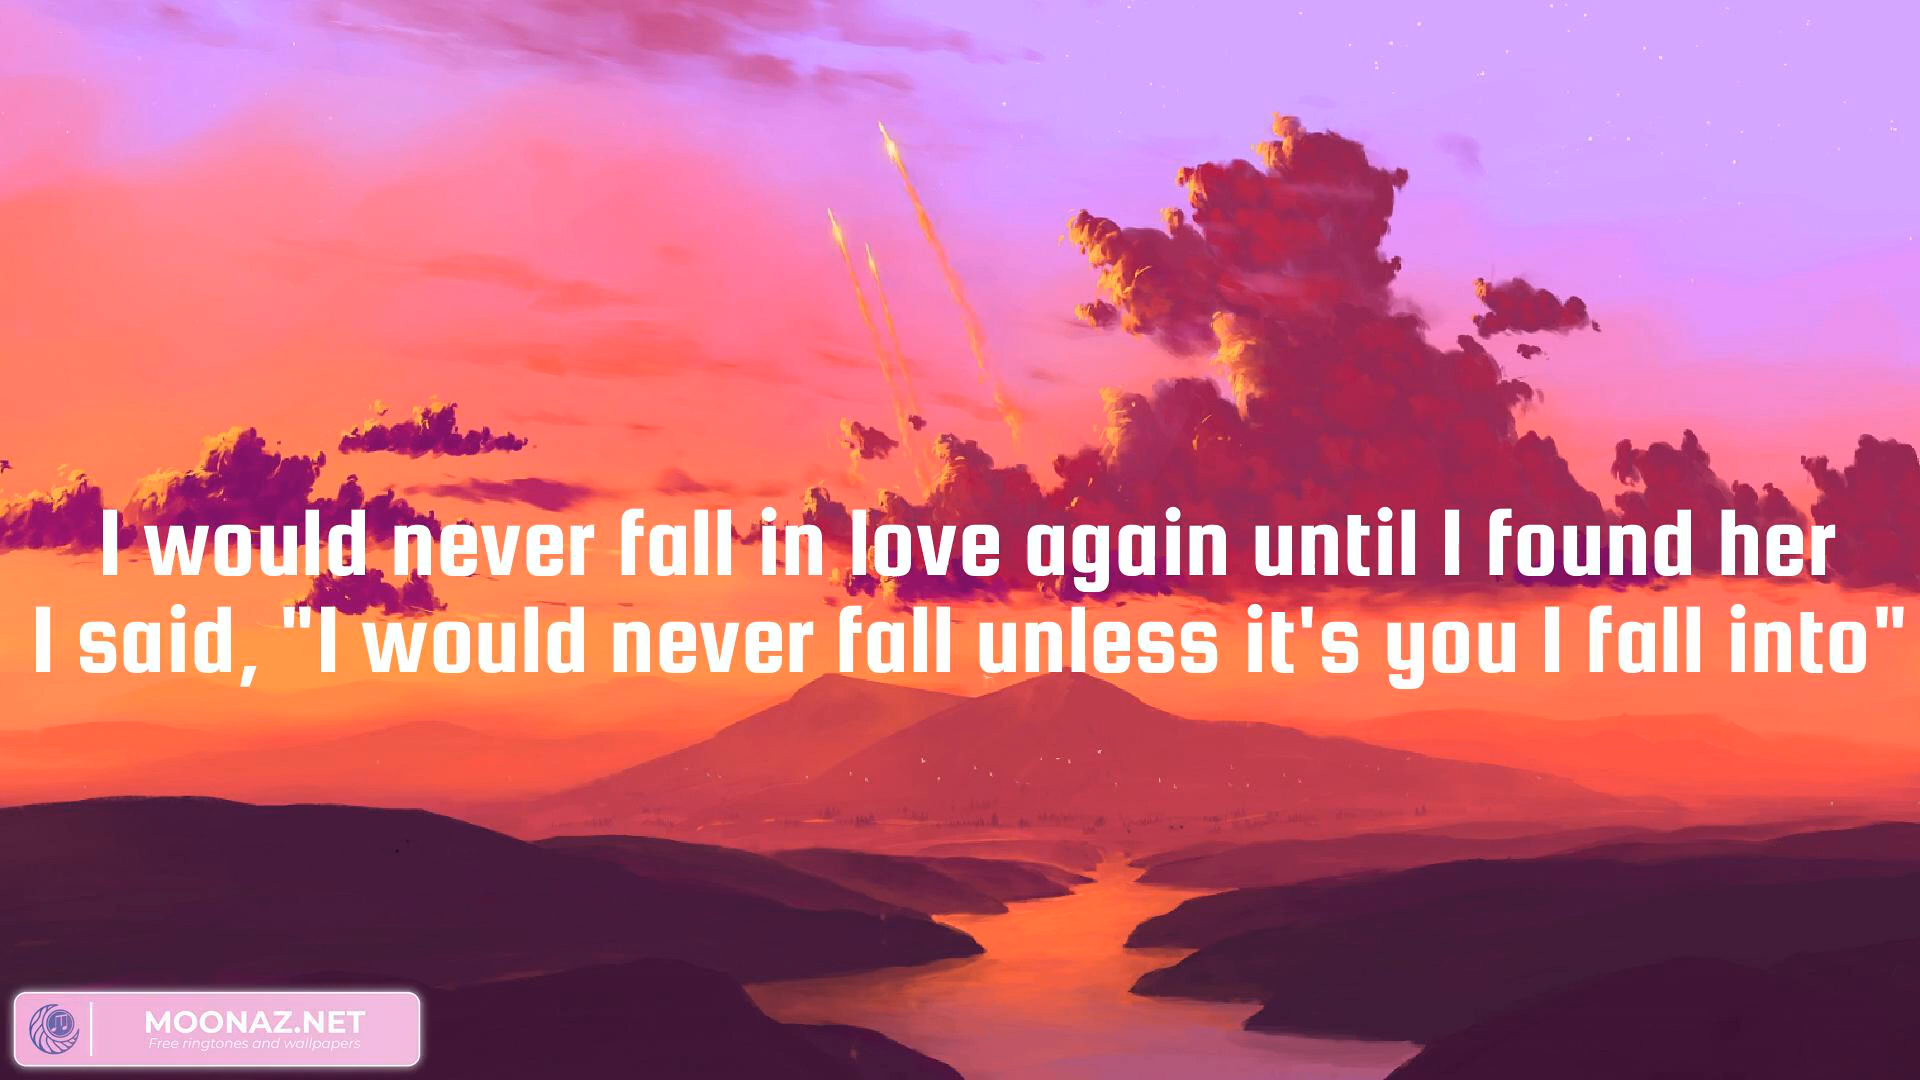 I would never fall in love again until I found her
I said, "I would never fall unless it's you I fall into"
MOONAZ.NET
Free ringtones and wallpapers